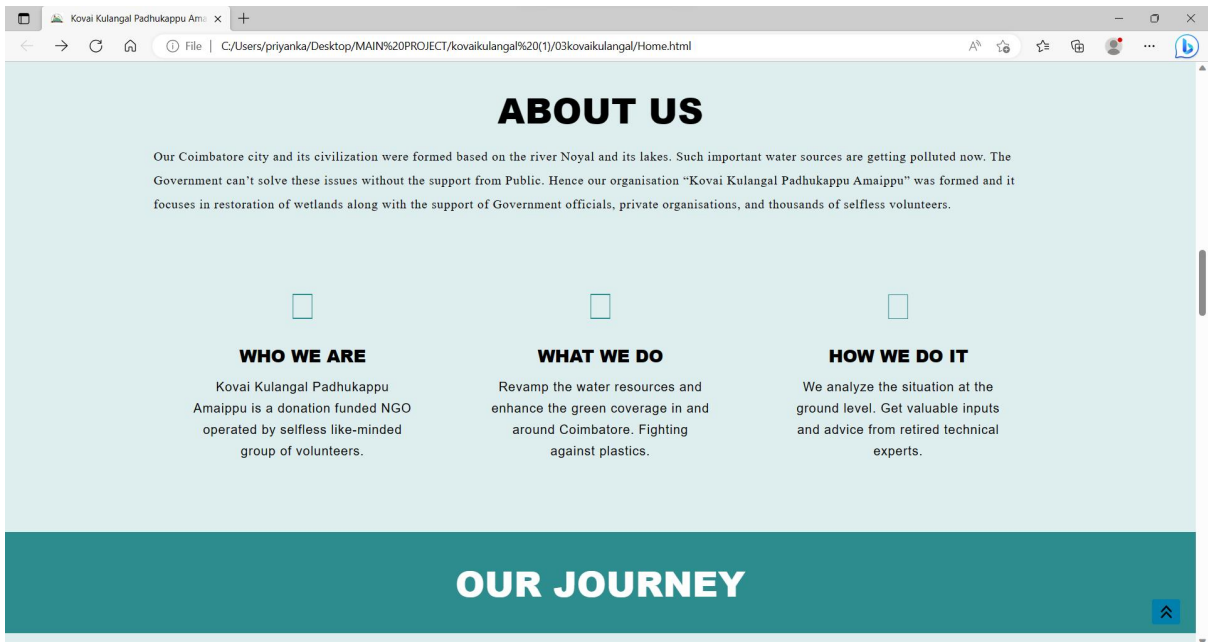 Kovai Kulangal Padhukappu Ama
File | C:/Users/priyanka/Desktop/MAIN%20PROJECT/kovaikulangal%20(1)/03kovaikulangal/Home.html
ABOUT US
Our Coimbatore city and its civilization were formed based on the river Noyal and its lakes. Such important water sources are getting polluted now. The
Government can’t solve these issues without the support from Public. Hence our organisation “Kovai Kulangal Padhukappu Amaippu” was formed and it
focuses in restoration of wetlands along with the support of Government officials, private organisations, and thousands of selfless volunteers.
WHO WE ARE
Kovai Kulangal Padhukappu
Amaippu is a donation funded NGO
operated by selfless like-minded
group of volunteers.
WHAT WE DO
Revamp the water resources and
enhance the green coverage in and
around Coimbatore. Fighting
against plastics.
HOW WE DO IT
We analyze the situation at the
ground level. Get valuable inputs
and advice from retired technical
experts.
OUR JOURNEY